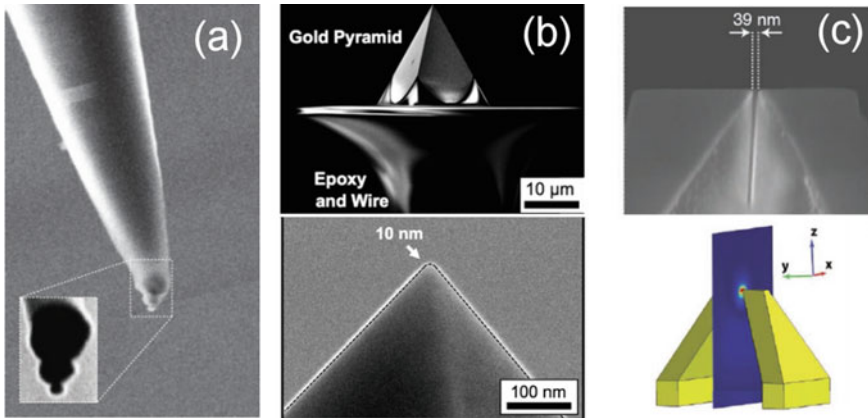 (a)
(b)
Gold Pyramid
Epoxy
and Wire
10 µm
10 nm
100 nm
39 nm
(c)
z
y
x